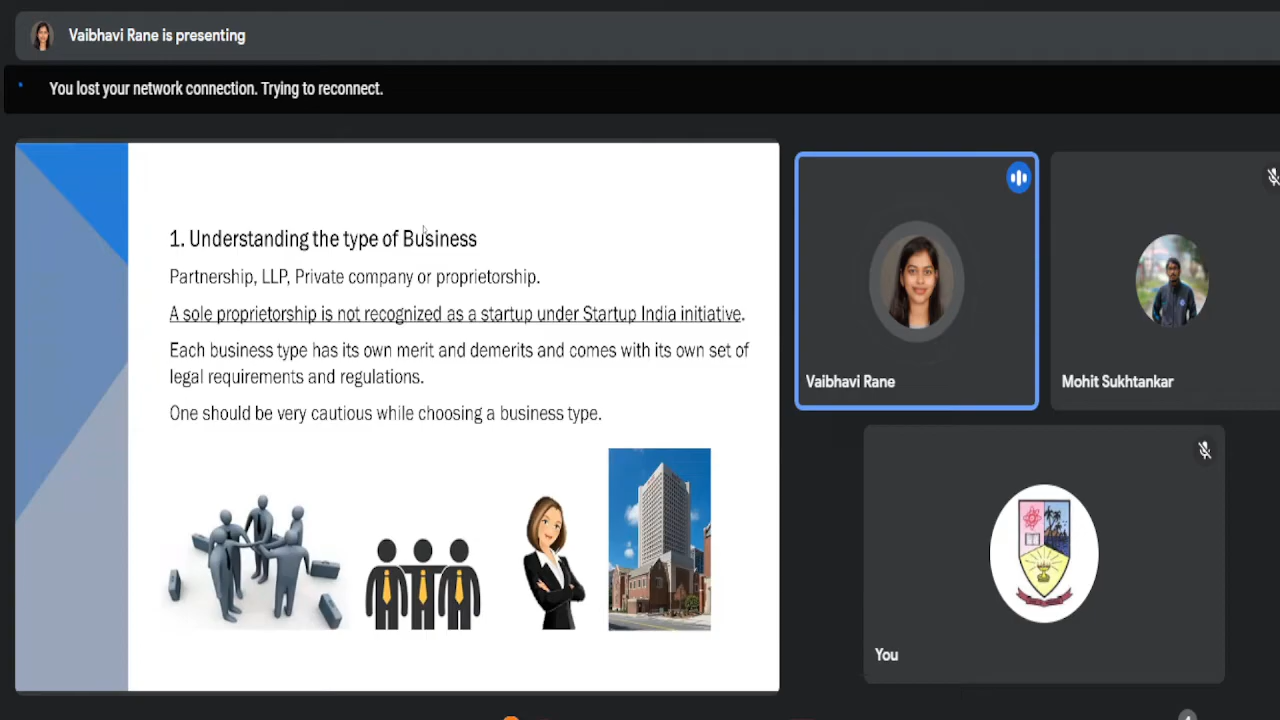 Vaibhavi Rane is presenting
You lost your network connection. Trying to reconnect.
1. Understanding the type of Business
Partnership, LLP, Private company or proprietorship.
A sole proprietorship is not recognized as a startup under Startup India initiative.
Each business type has its own merit and demerits and comes with its own set of
legal requirements and regulations.
One should be very cautious while choosing a business type.
Vaibhavi Rane
Mohit Sukhtankar
You